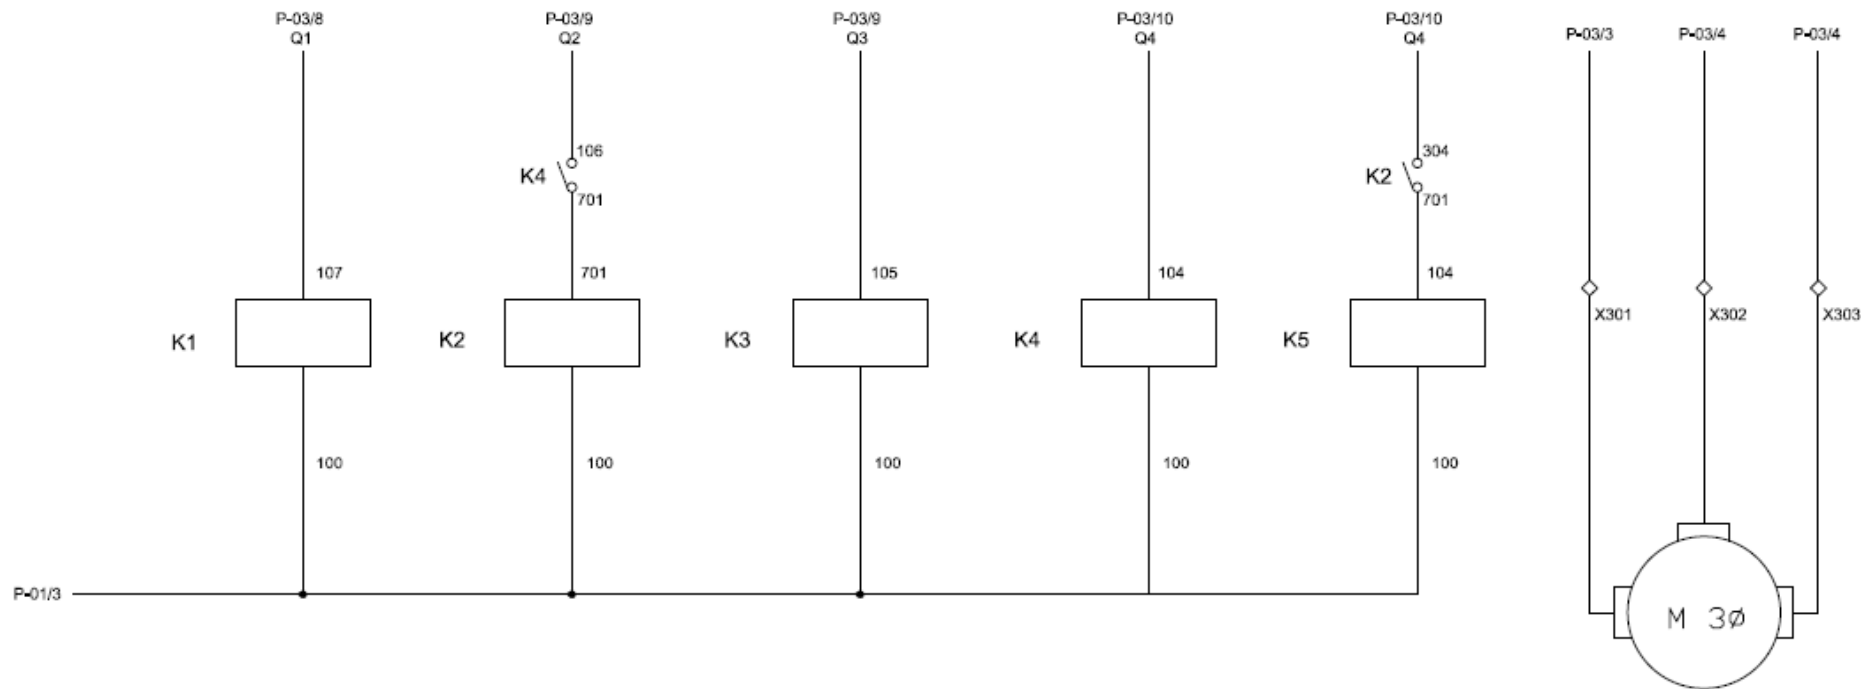 P-03/8
Q1
P-03/9
Q2
P-03/9
Q3
P-03/10
Q4
P-03/10
Q4
P-03/3
P-03/4
P-03/4
106
K4
701
304
K2
701
107
701
105
104
104
X301
X302
X303
K1
K2
K3
K4
K5
100
100
100
100
100
P-01/3
M 3Ø